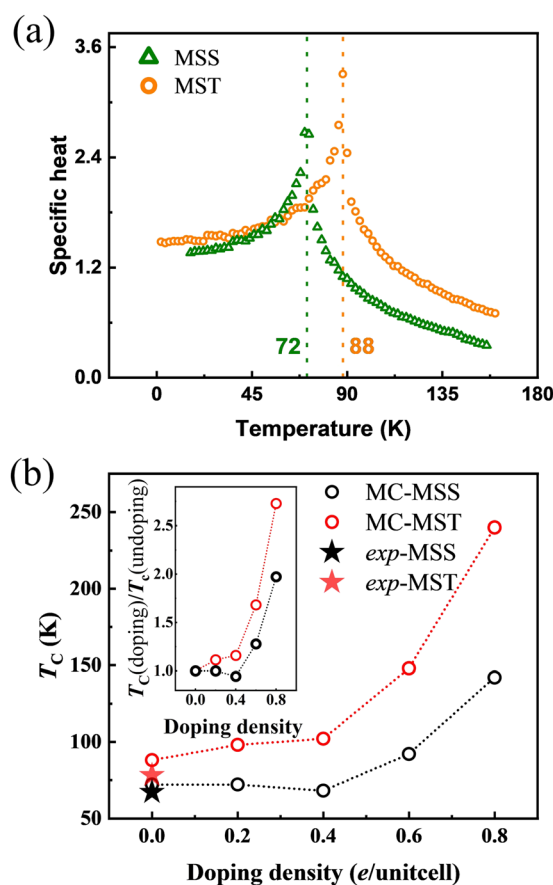 (a)
3.6
2.4
1.2
0.0
Specific heat
MSS
MST
72
88
0 45 90 135 180
Temperature (K)
(b)
250
200
150
100
50
T_C (K)
T_C(doping)/T_c(undoping)
2.5
2.0
1.5
1.0
0.0 0.4 0.8
Doping density
MC-MSS
MC-MST
exp-MSS
exp-MST
0.0 0.2 0.4 0.6 0.8
Doping density (e/unitcell)